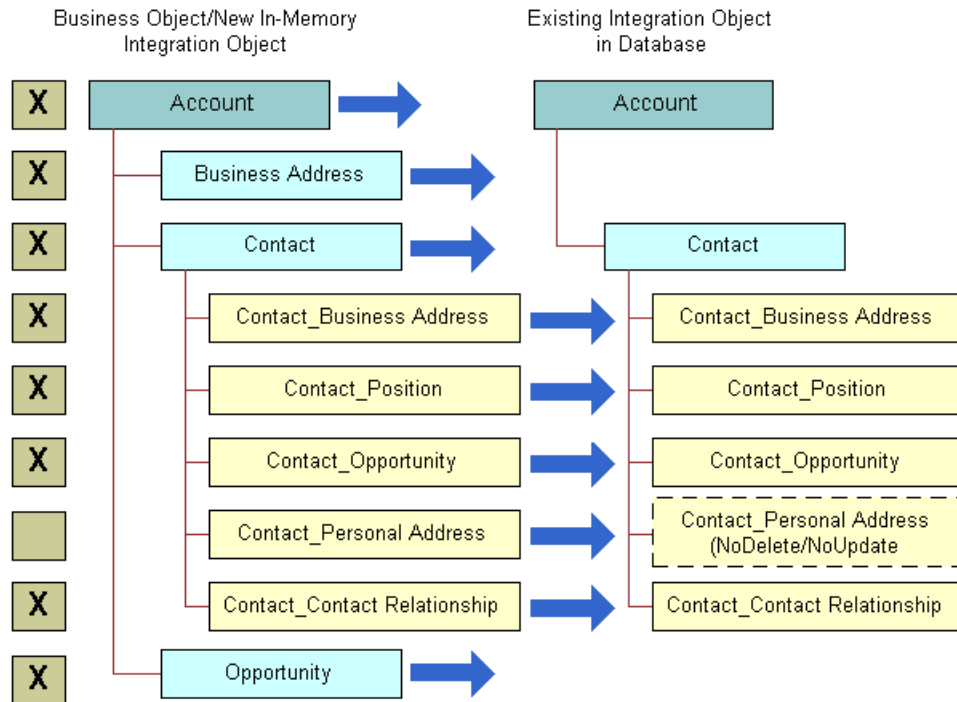 Business Object/New In-Memory
Integration Object
Existing Integration Object
in Database
X
Account
Account
X
Business Address
X
Contact
Contact
X
Contact_Business Address
Contact_Business Address
X
Contact_Position
Contact_Position
X
Contact_Opportunity
Contact_Opportunity
Contact_Personal Address
Contact_Personal Address
(NoDelete/NoUpdate
X
Contact_Contact Relationship
Contact_Contact Relationship
X
Opportunity